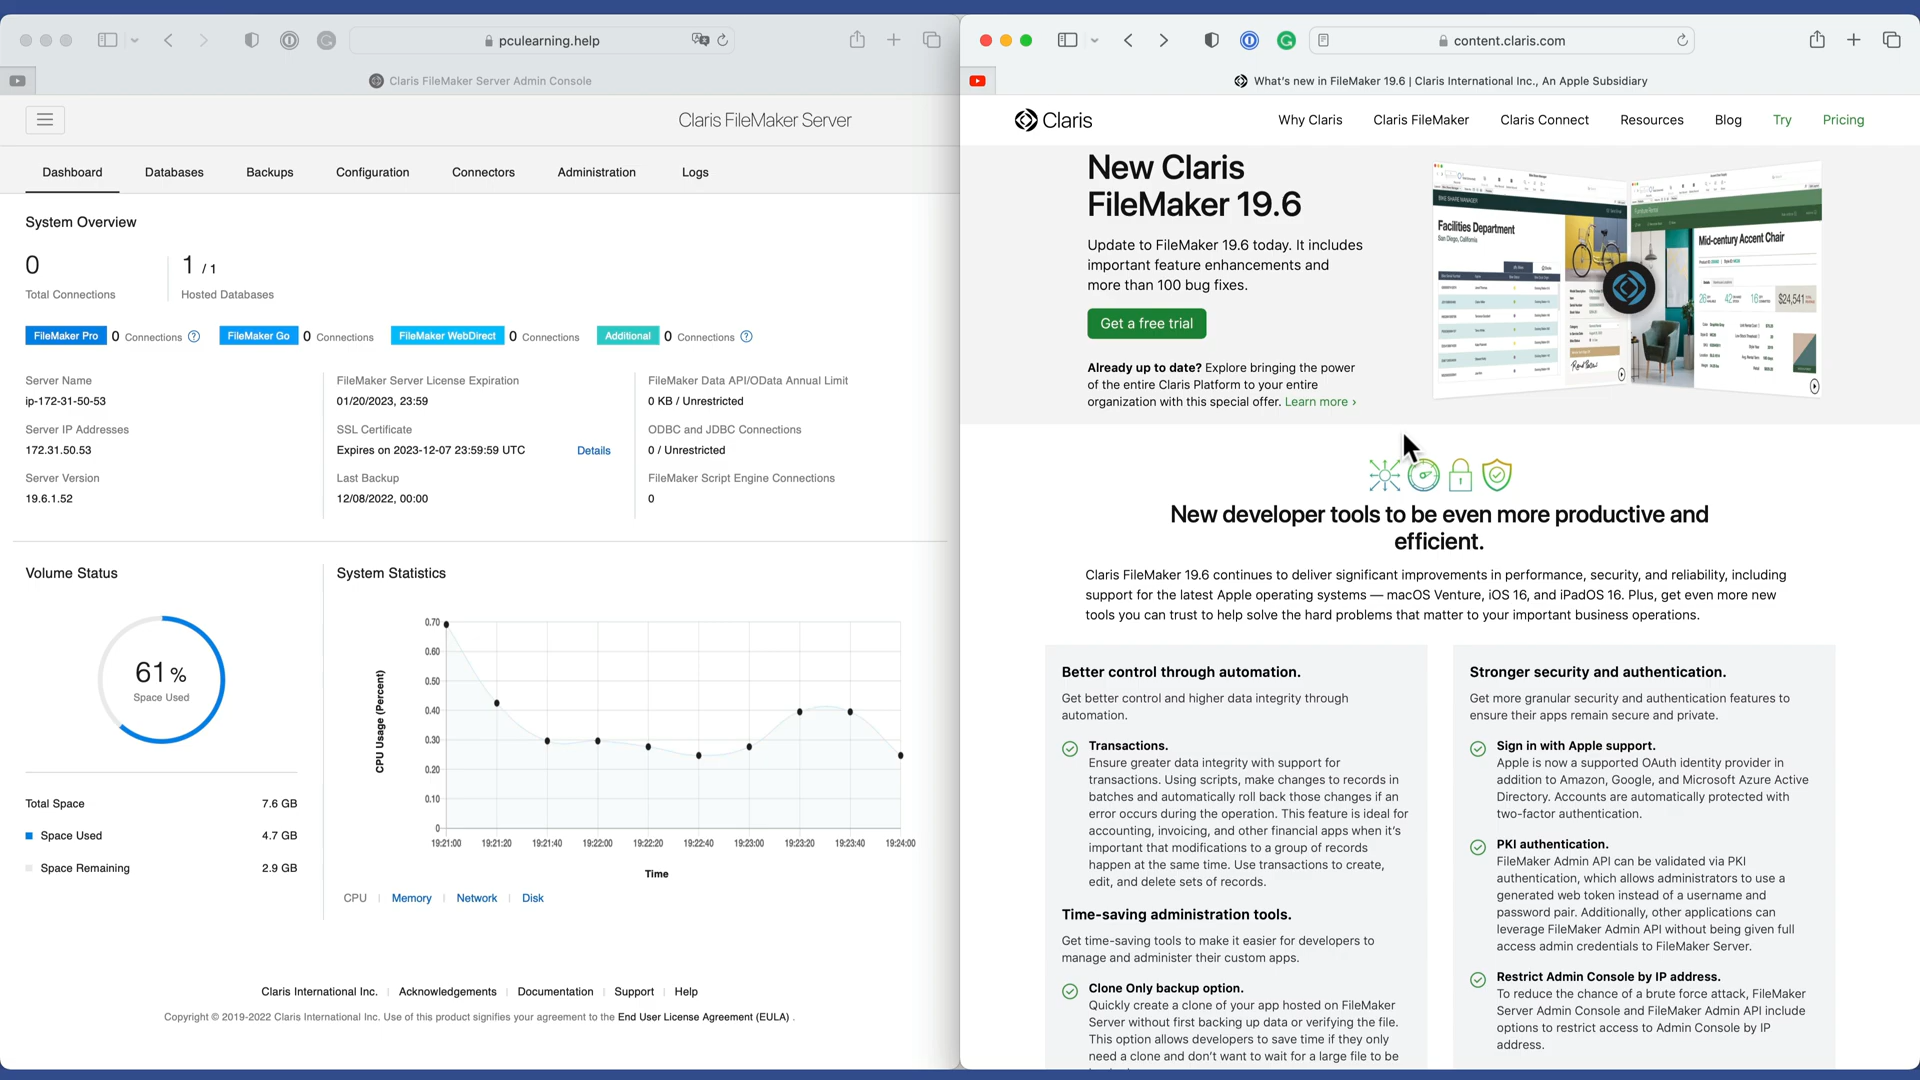 pculearning.help
Claris FileMaker Server Admin Console
Claris FileMaker Server
Dashboard
Databases
Backups
Configuration
Connectors
Administration
Logs
System Overview
0
Total Connections
1 / 1
Hosted Databases
FileMaker Pro 0 Connections ?
FileMaker Go 0 Connections
FileMaker WebDirect 0 Connections
Additional 0 Connections ?
Server Name
ip-172-31-50-53
Server IP Addresses
172.31.50.53
Server Version
19.6.1.52
FileMaker Server License Expiration
01/20/2023, 23:59
SSL Certificate
Expires on 2023-12-07 23:59:59 UTC
Details
Last Backup
12/08/2022, 00:00
FileMaker Data API/OData Annual Limit
0 KB / Unrestricted
ODBC and JDBC Connections
0 / Unrestricted
FileMaker Script Engine Connections
0
Volume Status
61 %
Space Used
Total Space 7.6 GB
Space Used 4.7 GB
Space Remaining 2.9 GB
System Statistics
CPU Usage (Percent)
0.70
0.60
0.50
0.40
0.30
0.20
0.10
0
19:21:00 19:21:20 19:21:40 19:22:00 19:22:20 19:22:40 19:23:00 19:23:20 19:23:40 19:24:00
Time
CPU | Memory | Network | Disk
Claris International Inc. | Acknowledgements | Documentation | Support | Help
Copyright © 2019-2022 Claris International Inc. Use of this product signifies your agreement to the End User License Agreement (EULA) .
content.claris.com
What's new in FileMaker 19.6 | Claris International Inc., An Apple Subsidiary
Claris
Why Claris
Claris FileMaker
Claris Connect
Resources
Blog
Try
Pricing
New Claris
FileMaker 19.6
Update to FileMaker 19.6 today. It includes
important feature enhancements and
more than 100 bug fixes.
Get a free trial
Already up to date? Explore bringing the power
of the entire Claris Platform to your entire
organization with this special offer. Learn more ›
BIKE SHARE MANAGER
Facilities Department
San Diego, California
Mid-century Accent Chair
$24,541
New developer tools to be even more productive and
efficient.
Claris FileMaker 19.6 continues to deliver significant improvements in performance, security, and reliability, including
support for the latest Apple operating systems — macOS Venture, iOS 16, and iPadOS 16. Plus, get even more new
tools you can trust to help solve the hard problems that matter to your important business operations.
Better control through automation.
Get better control and higher data integrity through
automation.
Transactions.
Ensure greater data integrity with support for
transactions. Using scripts, make changes to records in
batches and automatically roll back those changes if an
error occurs during the operation. This feature is ideal for
accounting, invoicing, and other financial apps when it's
important that modifications to a group of records
happen at the same time. Use transactions to create,
edit, and delete sets of records.
Time-saving administration tools.
Get time-saving tools to make it easier for developers to
manage and administer their custom apps.
Clone Only backup option.
Quickly create a clone of your app hosted on FileMaker
Server without first backing up data or verifying the file.
This option allows developers to save time if they only
need a clone and don't want to wait for a large file to be
Stronger security and authentication.
Get more granular security and authentication features to
ensure their apps remain secure and private.
Sign in with Apple support.
Apple is now a supported OAuth identity provider in
addition to Amazon, Google, and Microsoft Azure Active
Directory. Accounts are automatically protected with
two-factor authentication.
PKI authentication.
FileMaker Admin API can be validated via PKI
authentication, which allows administrators to use a
generated web token instead of a username and
password pair. Additionally, other applications can
leverage FileMaker Admin API without being given full
access admin credentials to FileMaker Server.
Restrict Admin Console by IP address.
To reduce the chance of a brute force attack, FileMaker
Server Admin Console and FileMaker Admin API include
options to restrict access to Admin Console by IP
address.